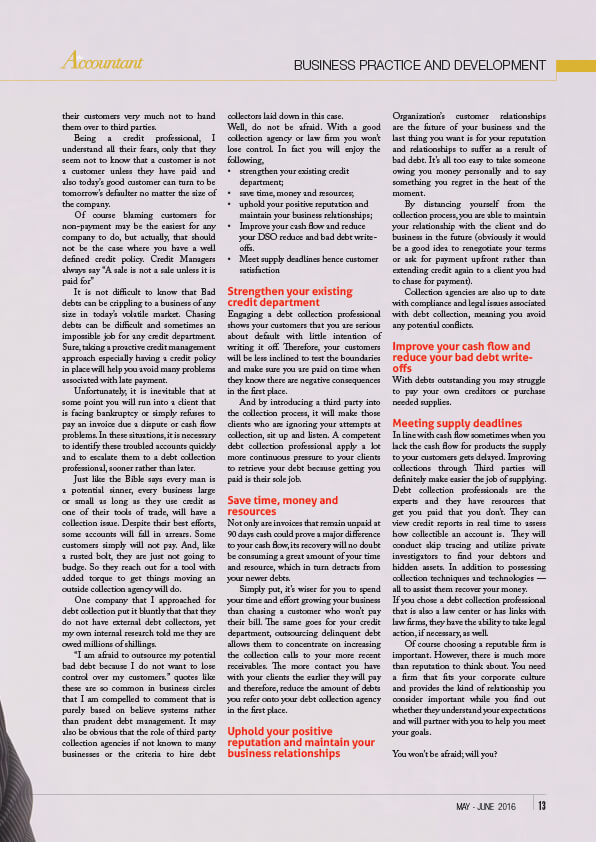 Accountant
BUSINESS PRACTICE AND DEVELOPMENT
their customers very much not to hand
them over to third parties.
Being a credit professional, I
understand all their fears, only that they
seem not to know that a customer is not
a customer unless they have paid and
also today's good customer can turn to be
tomorrow's defaulter no matter the size of
the company.
Of course blaming customers for
non-payment may be the easiest for any
company to do, but actually, that should
not be the case where you have a well
defined credit policy. Credit Managers
always say "A sale is not a sale unless it is
paid for"
It is not difficult to know that Bad
debts can be crippling to a business of any
size in today's volatile market. Chasing
debts can be difficult and sometimes an
impossible job for any credit department.
Sure, taking a proactive credit management
approach especially having a credit policy
in place will help you avoid many problems
associated with late payment.
Unfortunately, it is inevitable that at
some point you will run into a client that
is facing bankruptcy or simply refuses to
pay an invoice due a dispute or cash flow
problems. In these situations, it is necessary
to identify these troubled accounts quickly
and to escalate them to a debt collection
professional, sooner rather than later.
Just like the Bible says every man is
a potential sinner, every business large
or small as long as they use credit as
one of their tools of trade, will have a
collection issue. Despite their best efforts,
some accounts will fall in arrears. Some
customers simply will not pay. And, like
a rusted bolt, they are just not going to
budge. So they reach out for a tool with
added torque to get things moving an
outside collection agency will do.
One company that I approached for
debt collection put it bluntly that that they
do not have external debt collectors, yet
my own internal research told me they are
owed millions of shillings.
"I am afraid to outsource my potential
bad debt because I do not want to lose
control over my customers." quotes like
these are so common in business circles
that I am compelled to comment that is
purely based on believe systems rather
than prudent debt management. It may
also be obvious that the role of third party
collection agencies if not known to many
businesses or the criteria to hire debt
collectors laid down in this case.
Well, do not be afraid. With a good
collection agency or law firm you won't
lose control. In fact you will enjoy the
following,
• strengthen your existing credit
department;
• save time, money and resources;
• uphold your positive reputation and
maintain your business relationships;
• Improve your cash flow and reduce
your DSO reduce and bad debt write-
offs.
• Meet supply deadlines hence customer
satisfaction
Strengthen your existing
credit department
Engaging a debt collection professional
shows your customers that you are serious
about default with little intention of
writing it off. Therefore, your customers
will be less inclined to test the boundaries
and make sure you are paid on time when
they know there are negative consequences
in the first place.
And by introducing a third party into
the collection process, it will make those
clients who are ignoring your attempts at
collection, sit up and listen. A competent
debt collection professional apply a lot
more continuous pressure to your clients
to retrieve your debt because getting you
paid is their sole job.
Save time, money and
resources
Not only are invoices that remain unpaid at
90 days cash could prove a major difference
to your cash flow, its recovery will no doubt
be consuming a great amount of your time
and resource, which in turn detracts from
your newer debts.
Simply put, it's wiser for you to spend
your time and effort growing your business
than chasing a customer who won't pay
their bill. The same goes for your credit
department, outsourcing delinquent debt
allows them to concentrate on increasing
the collection calls to your more recent
receivables. The more contact you have
with your clients the earlier they will pay
and therefore, reduce the amount of debts
you refer onto your debt collection agency
in the first place.
Uphold your positive
reputation and maintain your
business relationships
Organization's customer relationships
are the future of your business and the
last thing you want is for your reputation
and relationships to suffer as a result of
bad debt. It's all too easy to take someone
owing you money personally and to say
something you regret in the heat of the
moment.
By distancing yourself from the
collection process, you are able to maintain
your relationship with the client and do
business in the future (obviously it would
be a good idea to renegotiate your terms
or ask for payment upfront rather than
extending credit again to a client you had
to chase for payment).
Collection agencies are also up to date
with compliance and legal issues associated
with debt collection, meaning you avoid
any potential conflicts.
Improve your cash flow and
reduce your bad debt write-
offs
With debts outstanding you may struggle
to pay your own creditors or purchase
needed supplies.
Meeting supply deadlines
In line with cash flow sometimes when you
lack the cash flow for products the supply
to your customers gets delayed. Improving
collections through Third parties will
definitely make easier the job of supplying.
Debt collection professionals are the
experts and they have resources that
get you paid that you don't. They can
view credit reports in real time to assess
how collectible an account is. They will
conduct skip tracing and utilize private
investigators to find your debtors and
hidden assets. In addition to possessing
collection techniques and technologies —
all to assist them recover your money.
If you chose a debt collection professional
that is also a law center or has links with
law firms, they have the ability to take legal
action, if necessary, as well.
Of course choosing a reputable firm is
important. However, there is much more
than reputation to think about. You need
a firm that fits your corporate culture
and provides the kind of relationship you
consider important while you find out
whether they understand your expectations
and will partner with you to help you meet
your goals.
You won't be afraid; will you?
MAY - JUNE 2016 13